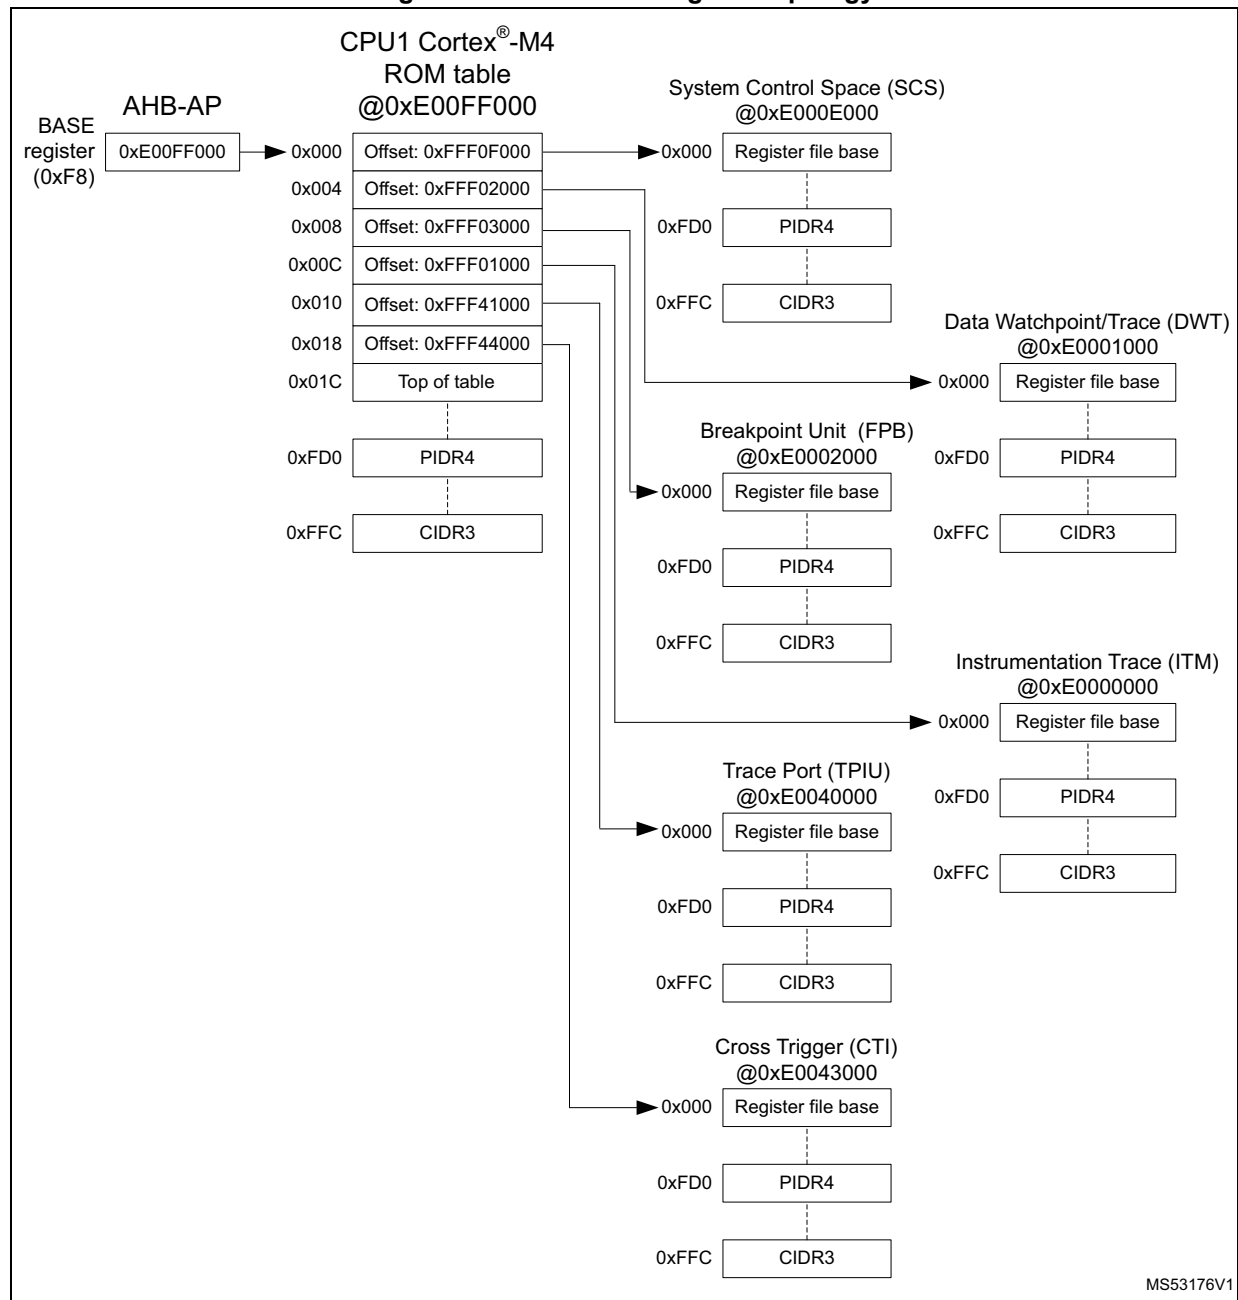 CPU1 Cortex®-M4
ROM table
@0xE00FF000
AHB-AP
BASE
register
(0xF8)
0xE00FF000
0x000 Offset: 0xFFF0F000
0x004 Offset: 0xFFF02000
0x008 Offset: 0xFFF03000
0x00C Offset: 0xFFF01000
0x010 Offset: 0xFFF41000
0x018 Offset: 0xFFF44000
0x01C Top of table
0xFD0 PIDR4
0xFFC CIDR3
System Control Space (SCS)
@0xE000E000
0x000 Register file base
0xFD0 PIDR4
0xFFC CIDR3
Data Watchpoint/Trace (DWT)
@0xE0001000
0x000 Register file base
0xFD0 PIDR4
0xFFC CIDR3
Breakpoint Unit (FPB)
@0xE0002000
0x000 Register file base
0xFD0 PIDR4
0xFFC CIDR3
Instrumentation Trace (ITM)
@0xE0000000
0x000 Register file base
0xFD0 PIDR4
0xFFC CIDR3
Trace Port (TPIU)
@0xE0040000
0x000 Register file base
0xFD0 PIDR4
0xFFC CIDR3
Cross Trigger (CTI)
@0xE0043000
0x000 Register file base
0xFD0 PIDR4
0xFFC CIDR3
MS53176V1